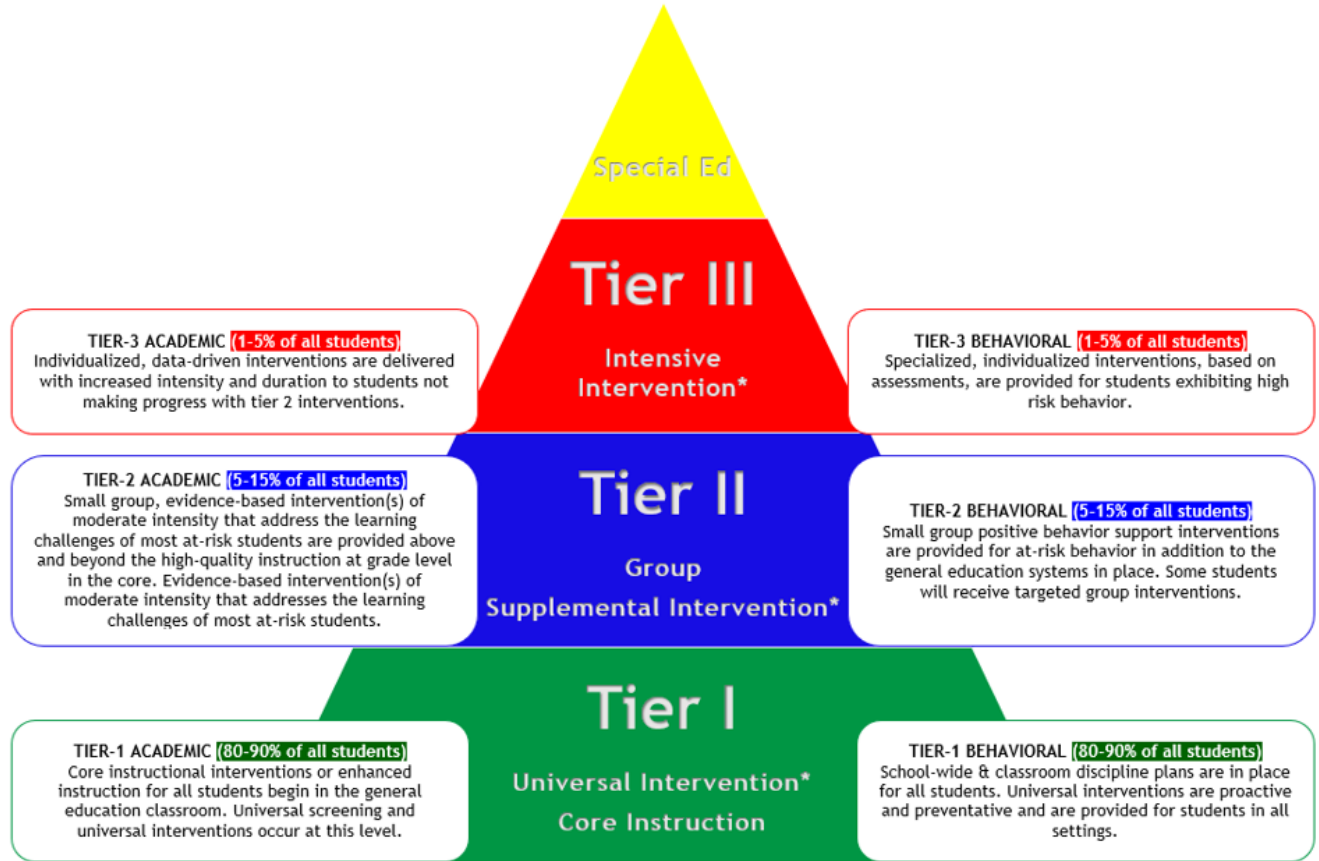 Special Ed
Tier III
Intensive
Intervention*
TIER-3 ACADEMIC (1-5% of all students)
Individualized, data-driven interventions are delivered
with increased intensity and duration to students not
making progress with tier 2 interventions.
TIER-3 BEHAVIORAL (1-5% of all students)
Specialized, individualized interventions, based on
assessments, are provided for students exhibiting high
risk behavior.
Tier II
Group
Supplemental Intervention*
TIER-2 ACADEMIC (5-15% of all students)
Small group, evidence-based intervention(s) of
moderate intensity that address the learning
challenges of most at-risk students are provided above
and beyond the high-quality instruction at grade level
in the core. Evidence-based intervention(s) of
moderate intensity that addresses the learning
challenges of most at-risk students.
TIER-2 BEHAVIORAL (5-15% of all students)
Small group positive behavior support interventions
are provided for at-risk behavior in addition to the
general education systems in place. Some students
will receive targeted group interventions.
Tier I
Universal Intervention*
Core Instruction
TIER-1 ACADEMIC (80-90% of all students)
Core instructional interventions or enhanced
instruction for all students begin in the general
education classroom. Universal screening and
universal interventions occur at this level.
TIER-1 BEHAVIORAL (80-90% of all students)
School-wide & classroom discipline plans are in place
for all students. Universal interventions are proactive
and preventative and are provided for students in all
settings.